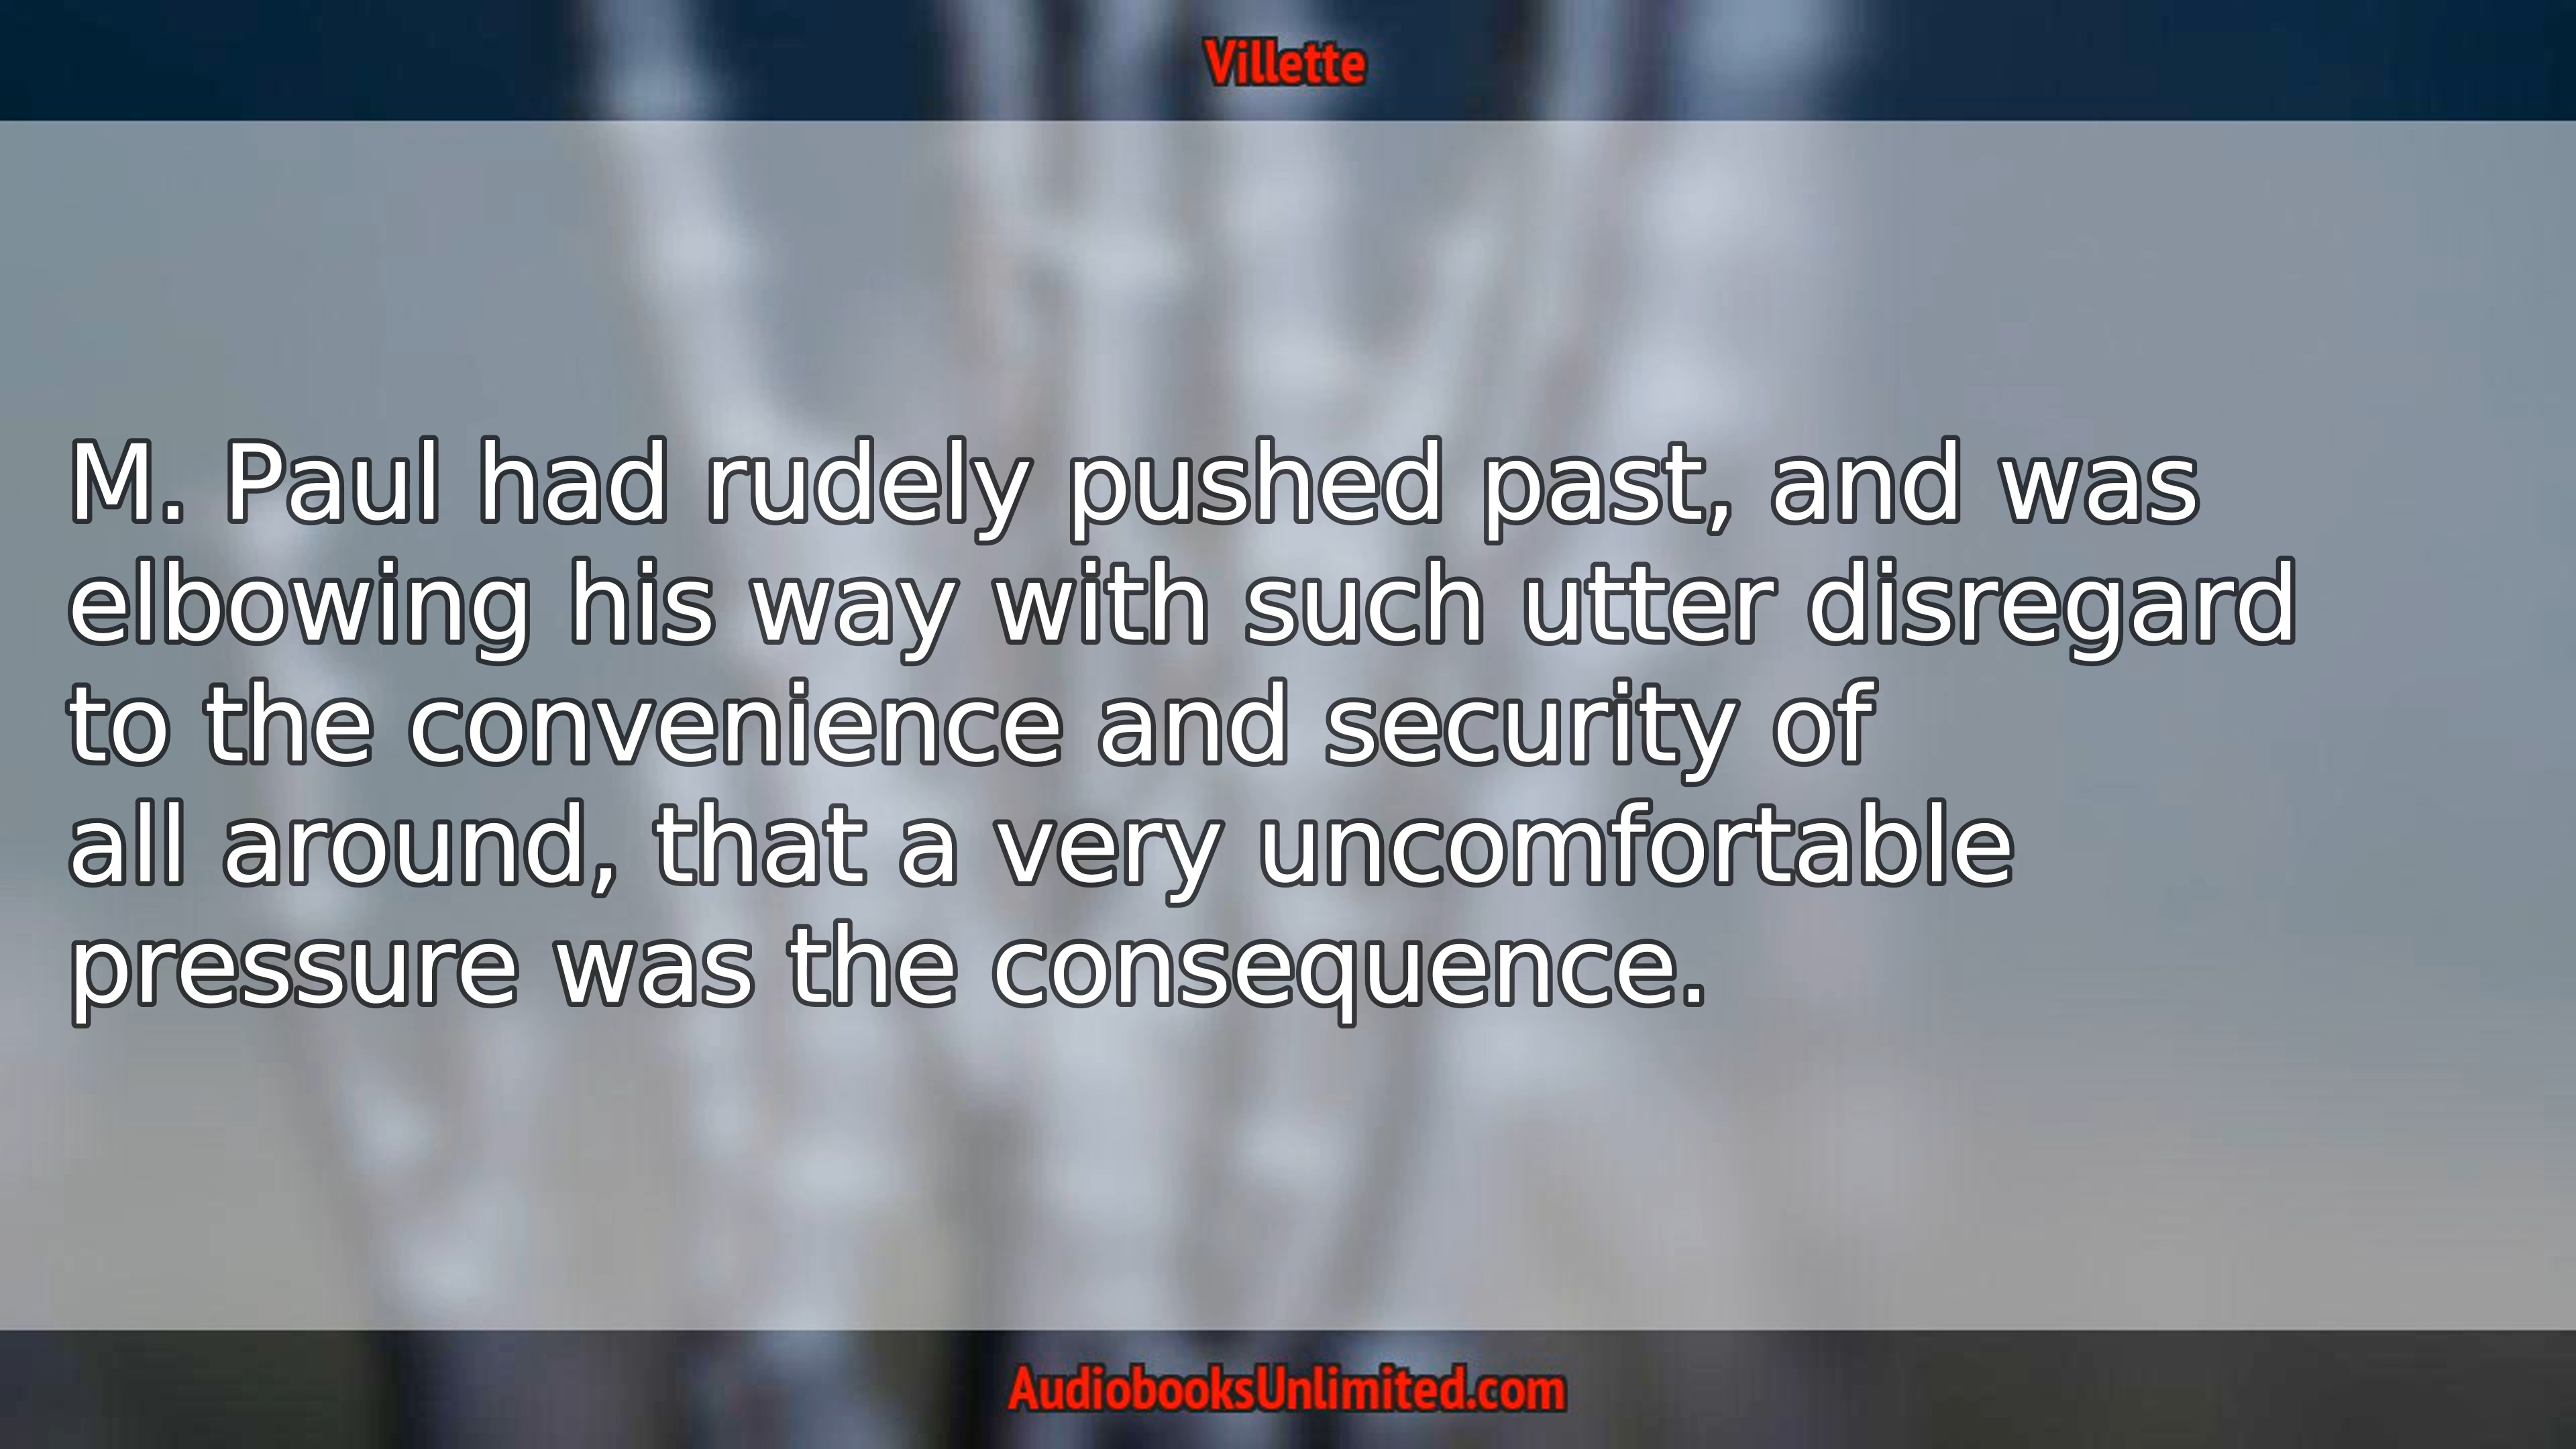 Villette
M. Paul had rudely pushed past, and was
elbowing his way with such utter disregard
to the convenience and security of
all around, that a very uncomfortable
pressure was the consequence.
AudiobooksUnlimited.com